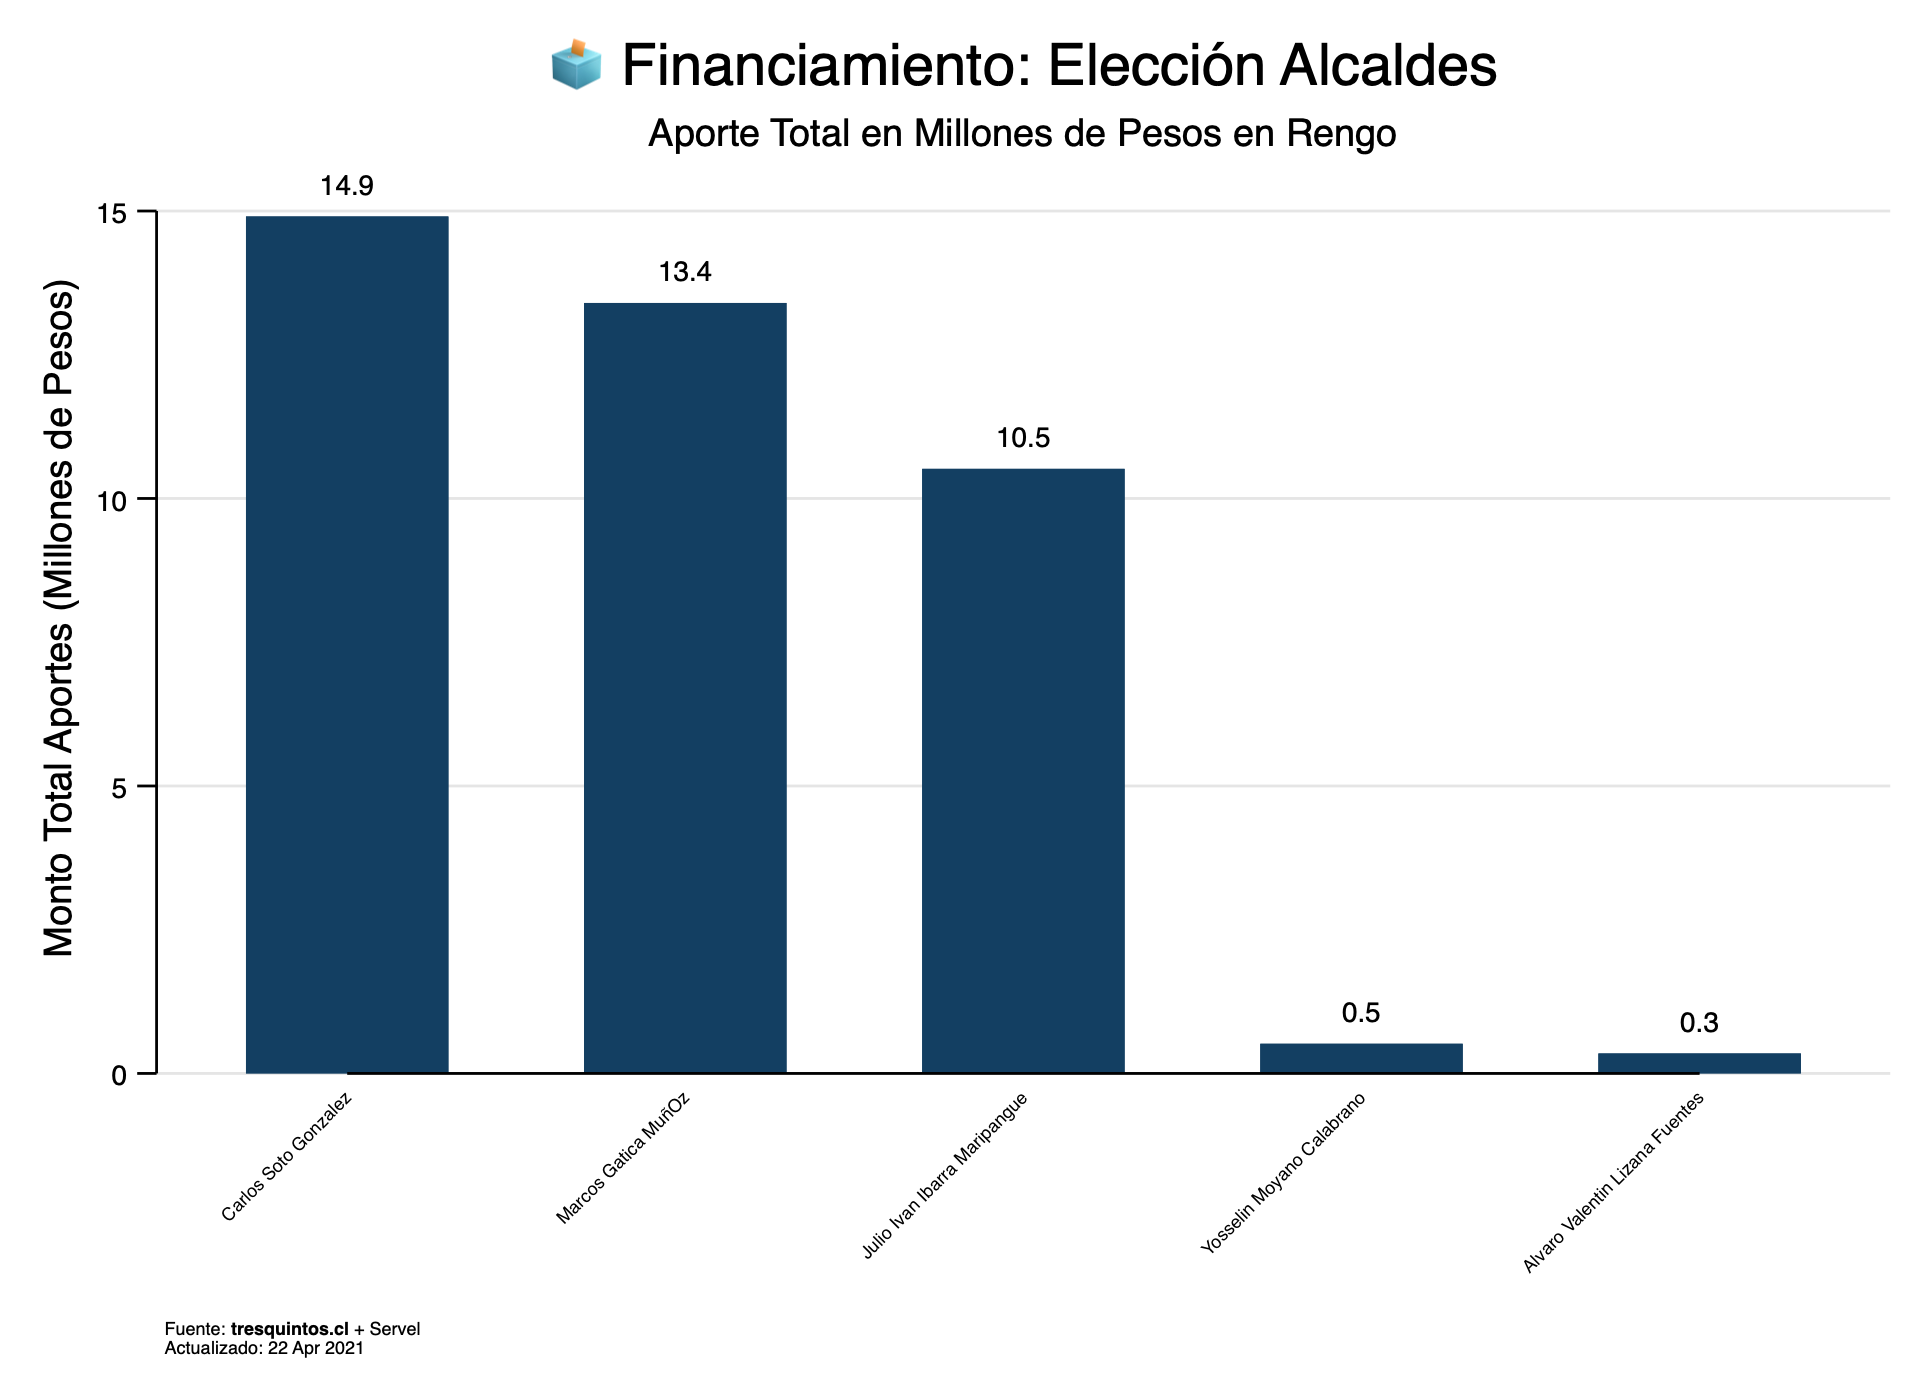 Financiamiento: Elección Alcaldes
Aporte Total en Millones de Pesos en Rengo
Monto Total Aportes (Millones de Pesos)
15
10
5
0
14.9
13.4
10.5
0.5
0.3
Carlos Soto Gonzalez
Marcos Gatica MuñOz
Julio Ivan Ibarra Maripangue
Yosselin Moyano Calabrano
Alvaro Valentin Lizana Fuentes
Fuente: tresquintos.cl + Servel
Actualizado: 22 Apr 2021